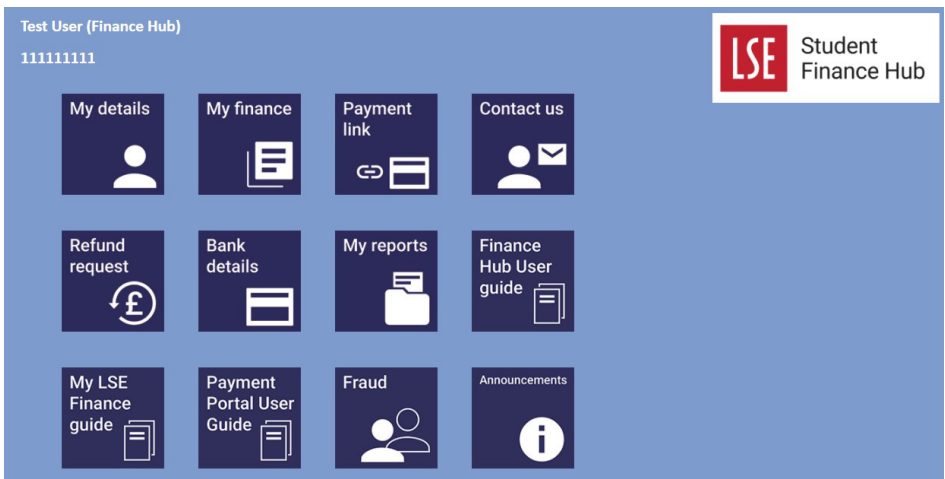 Test User (Finance Hub)
111111111
LSE
Student
Finance Hub
My details
My finance
Payment
link
Contact us
Refund
request
£
Bank
details
My reports
Finance
Hub User
guide
My LSE
Finance
guide
Payment
Portal User
Guide
Fraud
Announcements
i